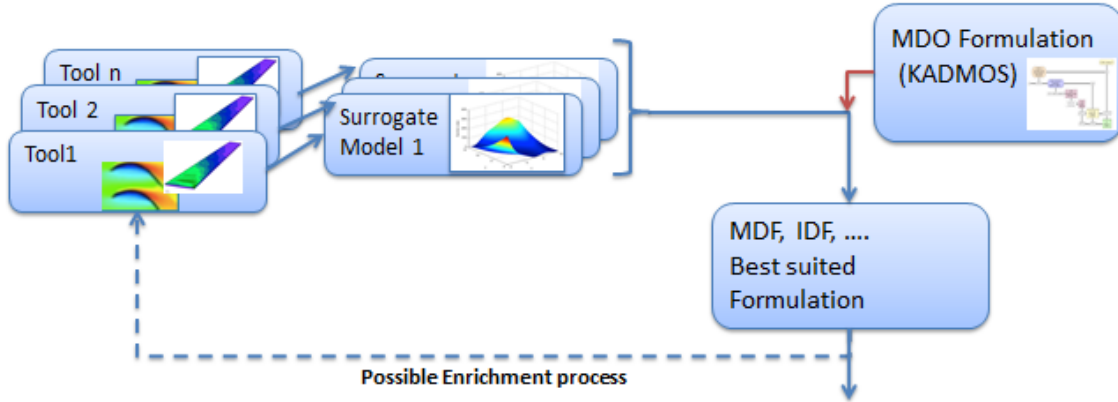 Tool n
Tool 2
Tool1
Surrogate
Model 1
MDO Formulation
(KADMOS)
MDF, IDF, ....
Best suited
Formulation
Possible Enrichment process